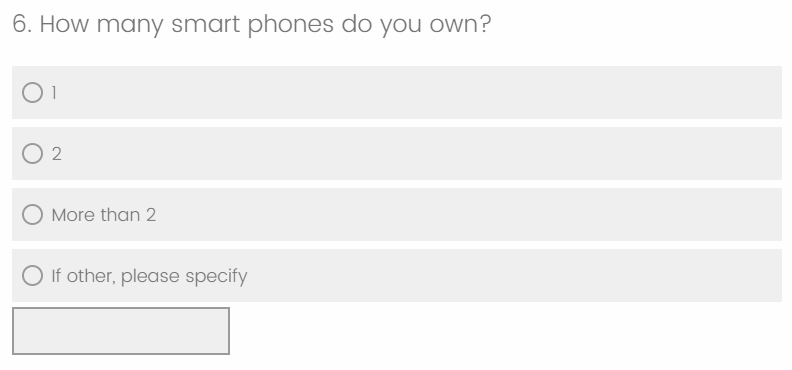 6. How many smart phones do you own?
1
2
More than 2
If other, please specify